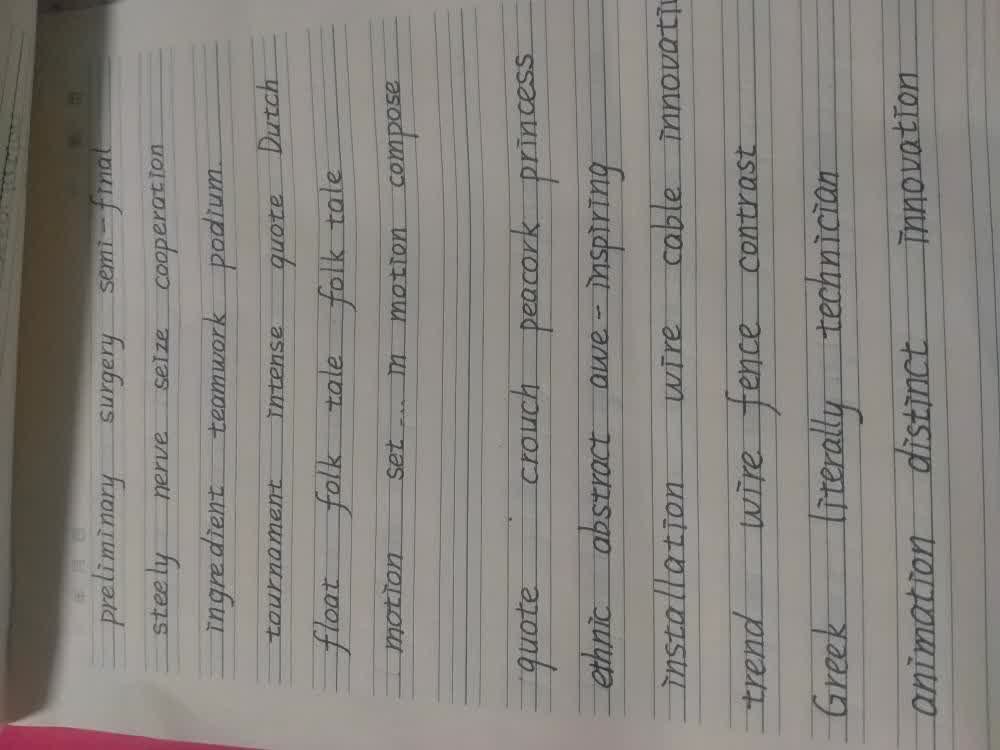 preliminary surgery semi-final
steely nerve seize cooperation
ingredient teamwork podium.
tournament intense quote Dutch
float folk tale folk tale
motion set... in motion compose
quote crouch peacork princess
ethnic abstract awe-inspiring
installation wire cable innovati
trend wire fence contrast
Greek literally technician
animation distinct innovation